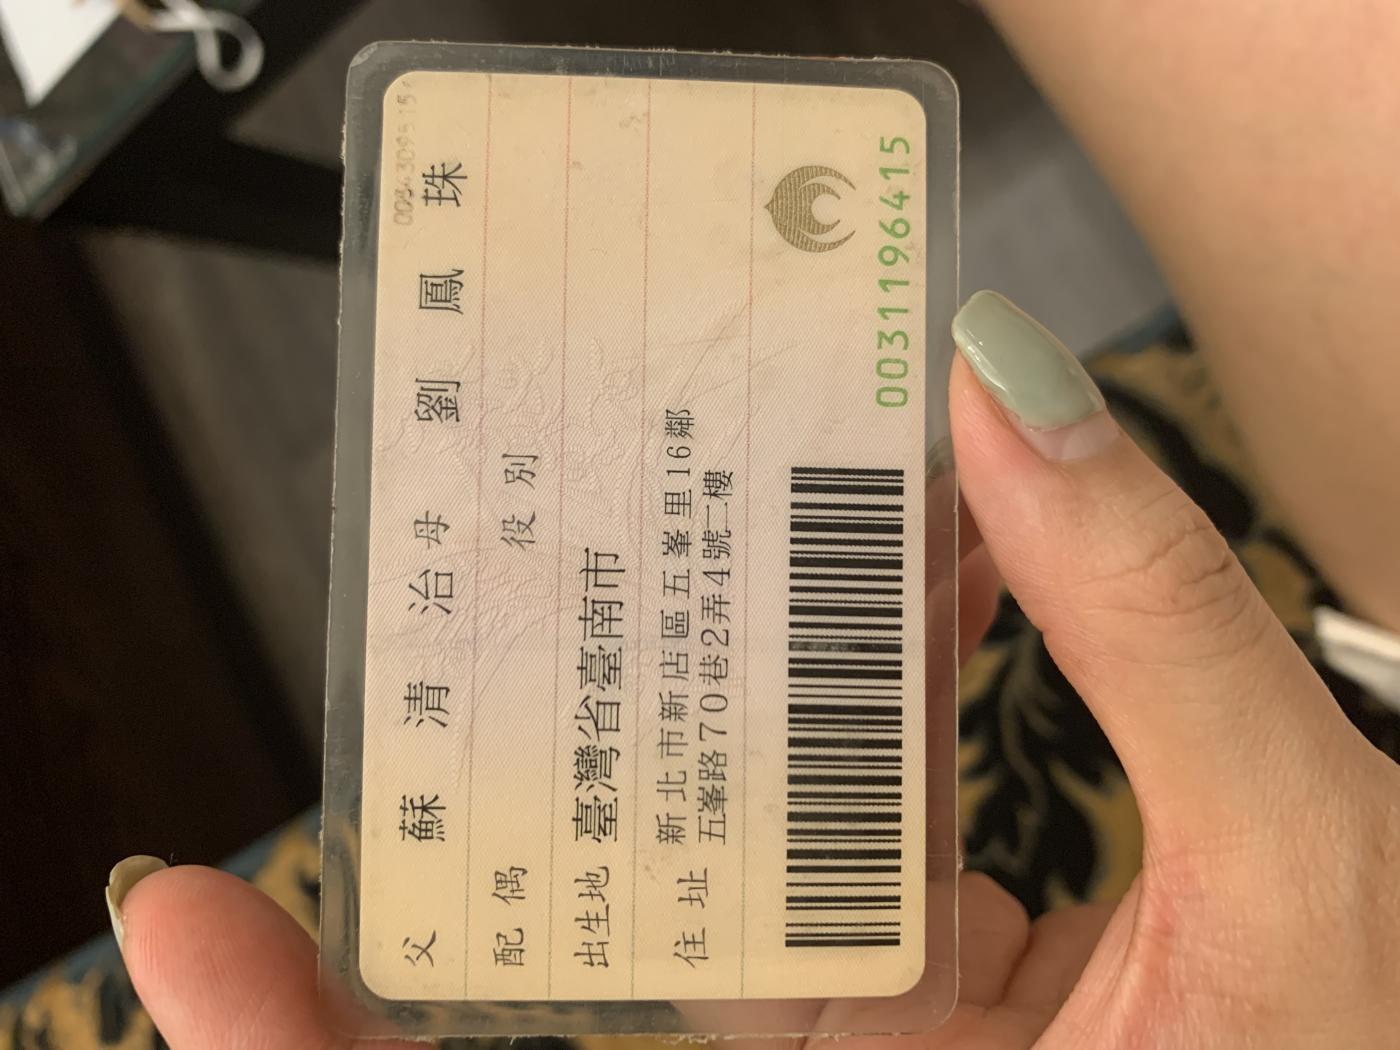 父 蘇 清 治 母 劉 鳳 珠
配 偶 役 別
出生地 臺灣省臺南市
住 址 新北市新店區五峯里16鄰
五峯路70巷2弄4號二樓
0031196415